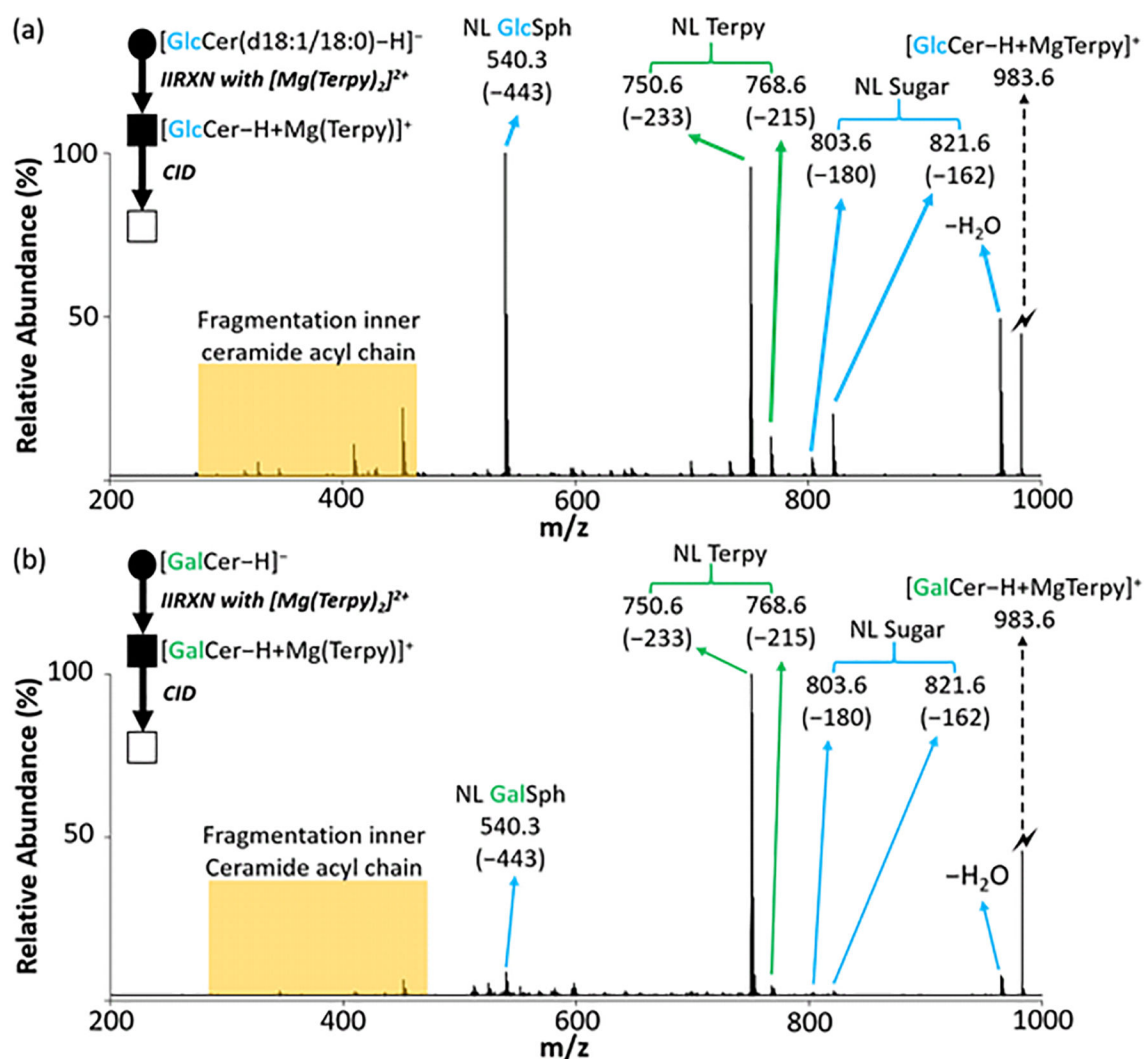 (a)
[GlcCer(d18:1/18:0)−H]⁻
IIRXN with [Mg(Terpy)₂]²⁺
[GlcCer−H+Mg(Terpy)]⁺
CID
NL GlcSph
540.3
(−443)
NL Terpy
750.6
(−233)
768.6
(−215)
[GlcCer−H+MgTerpy]⁺
983.6
NL Sugar
803.6
(−180)
821.6
(−162)
−H₂O
Fragmentation inner
ceramide acyl chain
Relative Abundance (%)
100
50
200
400
600
800
1000
m/z
(b)
[GalCer−H]⁻
IIRXN with [Mg(Terpy)₂]²⁺
[GalCer−H+Mg(Terpy)]⁺
CID
NL Terpy
750.6
(−233)
768.6
(−215)
[GalCer−H+MgTerpy]⁺
983.6
NL Sugar
803.6
(−180)
821.6
(−162)
NL GalSph
540.3
(−443)
−H₂O
Fragmentation inner
Ceramide acyl chain
Relative Abundance (%)
100
50
200
400
600
800
1000
m/z